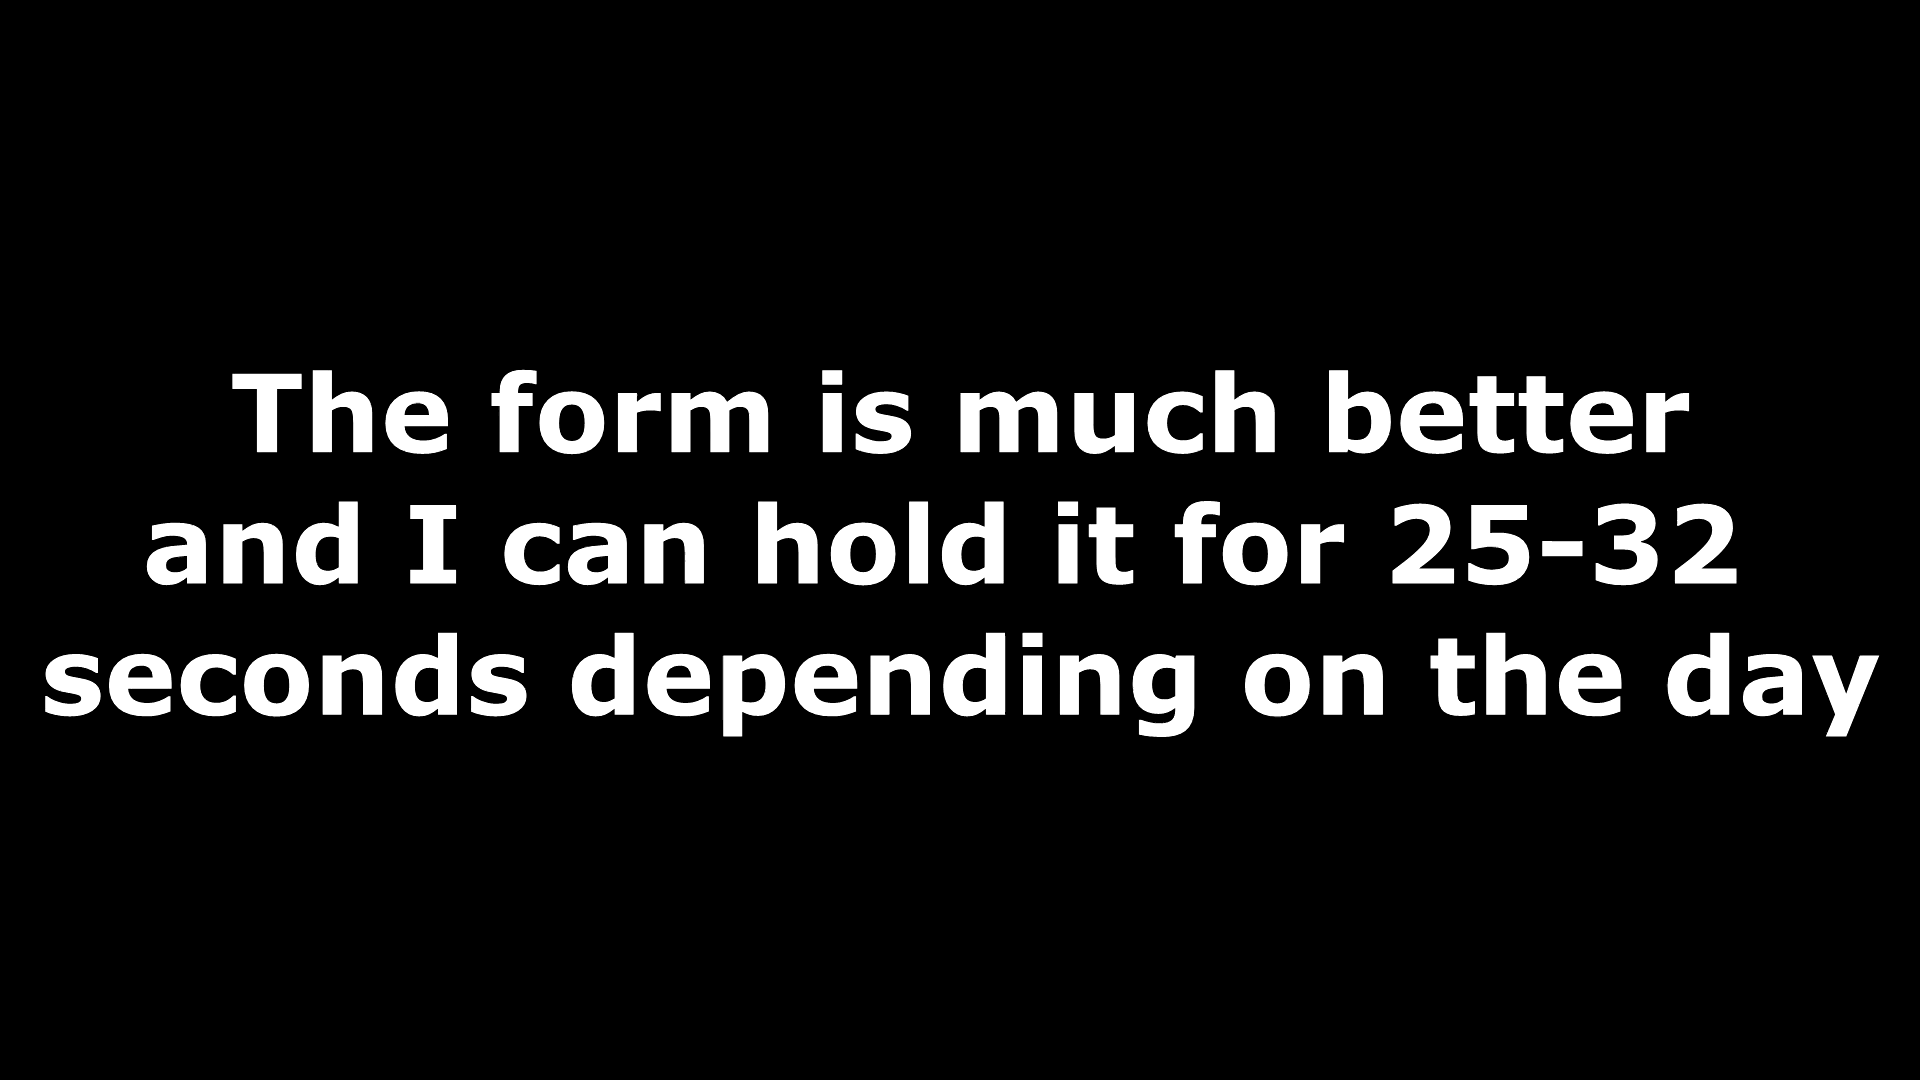 The form is much better
and I can hold it for 25-32
seconds depending on the day